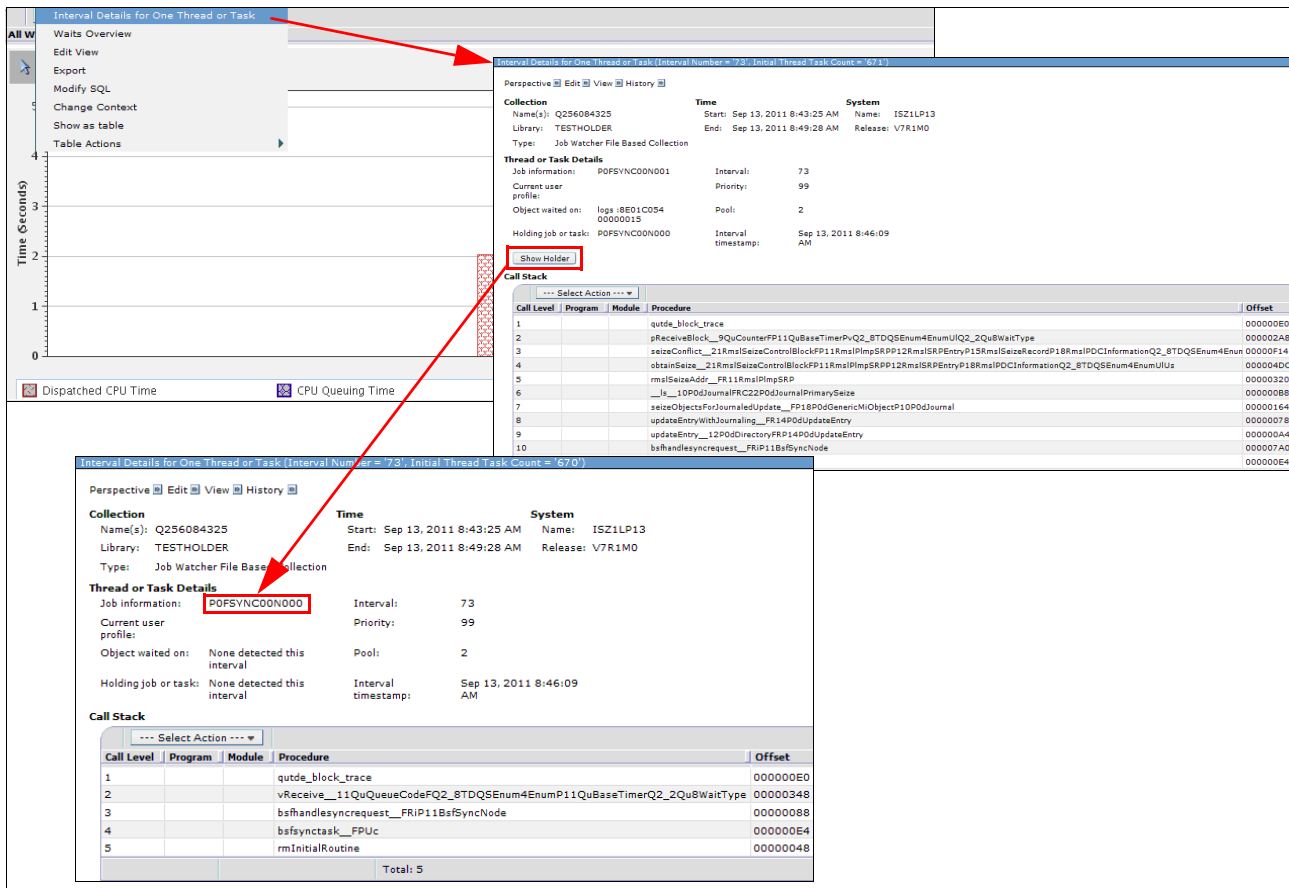 Interval Details for One Thread or Task
All W
Waits Overview
Edit View
Export
Modify SQL
Change Context
Show as table
Table Actions
5
4
3
2
1
0
Time (Seconds)
Dispatched CPU Time
CPU Queuing Time
Interval Details for One Thread or Task (Interval Number = '73', Initial Thread Task Count = '671')
Perspective Edit View History
Collection Time System
Name(s): Q256084325 Start: Sep 13, 2011 8:43:25 AM Name: ISZ1LP13
Library: TESTHOLDER End: Sep 13, 2011 8:49:28 AM Release: V7R1M0
Type: Job Watcher File Based Collection
Thread or Task Details
Job information: P0FSYNC00N001 Interval: 73
Current user profile: Priority: 99
Object waited on: logs :8E01C054 00000015 Pool: 2
Holding job or task: P0FSYNC00N000 Interval timestamp: Sep 13, 2011 8:46:09 AM
Show Holder
Call Stack
--- Select Action ---
Call Level Program Module Procedure Offset
1 qutde_block_trace 000000E0
2 pReceiveBlock__9QuCounterFP11QuBaseTimerPvQ2_8TDQSEnum4EnumUlQ2_2Qu8WaitType 000002A8
3 seizeConflict__21RmslSeizeControlBlockFP11RmslPlmpSRPP12RmslSRPEntryP15RmslSeizeRecordP18RmslPDCInformationQ2_8TDQSEnum4Enum 00000F14
4 obtainSeize__21RmslSeizeControlBlockFP11RmslPlmpSRPP12RmslSRPEntryP18RmslPDCInformationQ2_8TDQSEnum4EnumUlUs 000004DC
5 rmslSeizeAddr__FR11RmslPlmpSRP 00000320
6 __ls__10P0dJournalFRC22P0dJournalPrimarySeize 000000B8
7 seizeObjectsForJournaledUpdate__FP18P0dGenericMiObjectP10P0dJournal 00000164
8 updateEntryWithJournaling__FR14P0dUpdateEntry 00000078
9 updateEntry__12P0dDirectoryFRP14P0dUpdateEntry 000000A4
10 bsfhandlesyncrequest__FRiP11BsfSyncNode 000007A0
000000E4
Interval Details for One Thread or Task (Interval Number = '73', Initial Thread Task Count = '670')
Perspective Edit View History
Collection Time System
Name(s): Q256084325 Start: Sep 13, 2011 8:43:25 AM Name: ISZ1LP13
Library: TESTHOLDER End: Sep 13, 2011 8:49:28 AM Release: V7R1M0
Type: Job Watcher File Based Collection
Thread or Task Details
Job information: P0FSYNC00N000 Interval: 73
Current user profile: Priority: 99
Object waited on: None detected this interval Pool: 2
Holding job or task: None detected this interval Interval timestamp: Sep 13, 2011 8:46:09 AM
Call Stack
--- Select Action ---
Call Level Program Module Procedure Offset
1 qutde_block_trace 000000E0
2 vReceive__11QuQueueCodeFQ2_8TDQSEnum4EnumP11QuBaseTimerQ2_2Qu8WaitType 00000348
3 bsfhandlesyncrequest__FRiP11BsfSyncNode 00000088
4 bsfsynctask__FPUc 000000E4
5 rmInitialRoutine 00000048
Total: 5